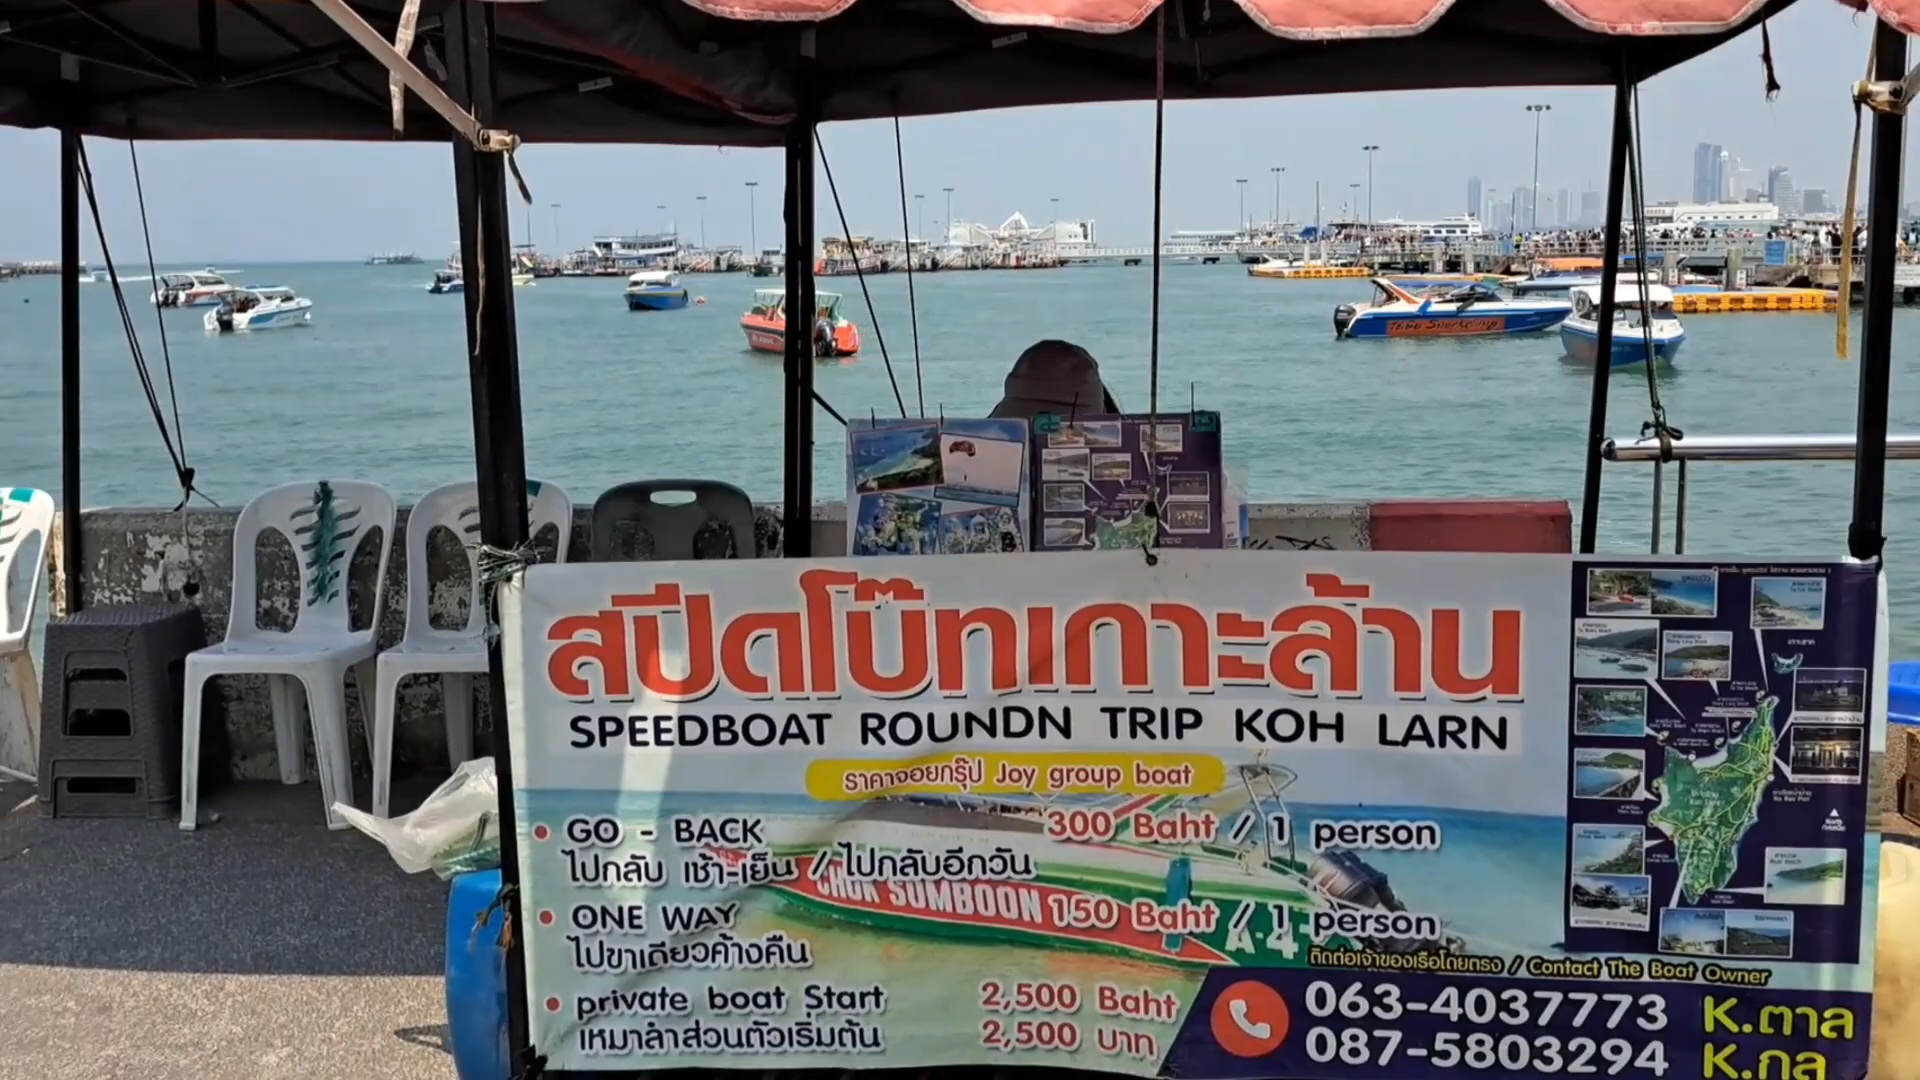 สปีดโบ๊ทเกาะล้าน
SPEEDBOAT ROUNDN TRIP KOH LARN
ราคาจอยกรุ๊ป Joy group boat
• GO - BACK 300 Baht / 1 person
ไปกลับ เช้า-เย็น / ไปกลับอีกวัน
CHOK SOMBOON
• ONE WAY 150 Baht / 1 person
ไปขาเดียวค้างคืน
A-4
ติดต่อเจ้าของเรือโดยตรง / Contact The Boat Owner
• private boat Start 2,500 Baht
เหมาลำส่วนตัวเริ่มต้น 2,500 บาท
063-4037773 K.ตาล
087-5803294 K.กล